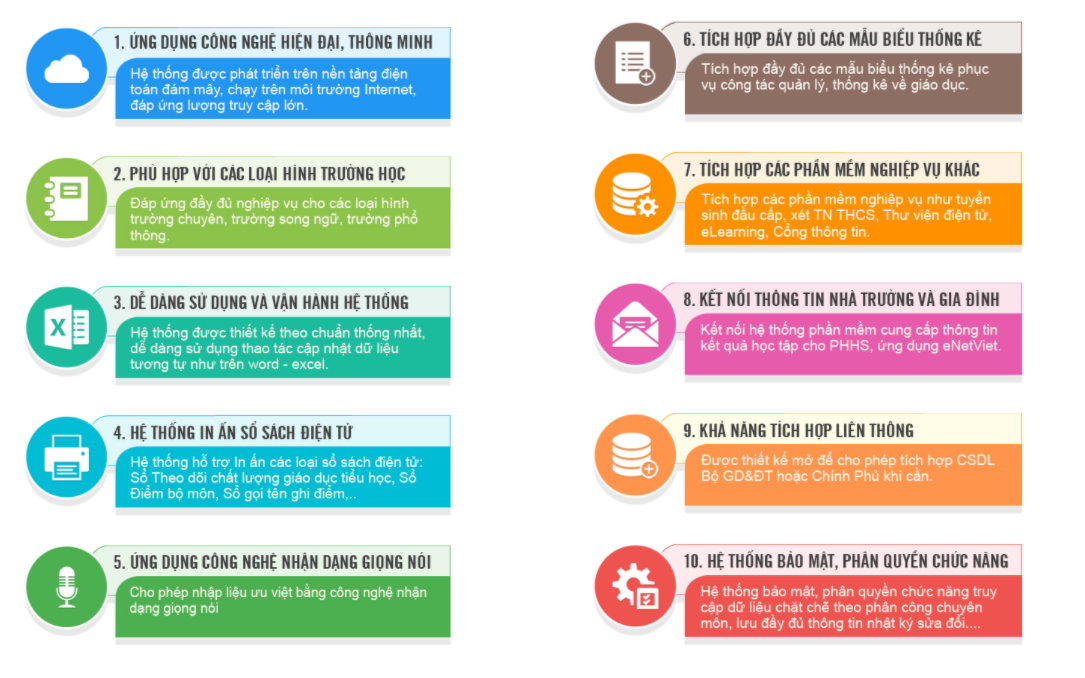 1. ỨNG DỤNG CÔNG NGHỆ HIỆN ĐẠI, THÔNG MINH
Hệ thống được phát triển trên nền tảng điện
toán đám mây, chạy trên môi trường Internet,
đáp ứng lượng truy cập lớn.
2. PHÙ HỢP VỚI CÁC LOẠI HÌNH TRƯỜNG HỌC
Đáp ứng đầy đủ nghiệp vụ cho các loại hình
trường chuyên, trường song ngữ, trường phổ
thông.
3. DỄ DÀNG SỬ DỤNG VÀ VẬN HÀNH HỆ THỐNG
Hệ thống được thiết kế theo chuẩn thống nhất,
dễ dàng sử dụng thao tác cập nhật dữ liệu
tương tự như trên word - excel.
4. HỆ THỐNG IN ẤN SỔ SÁCH ĐIỆN TỬ
Hệ thống hỗ trợ In ấn các loại sổ sách điện tử:
Sổ Theo dõi chất lượng giáo dục tiểu học, Sổ
Điểm bộ môn, Sổ gọi tên ghi điểm,..
5. ỨNG DỤNG CÔNG NGHỆ NHẬN DẠNG GIỌNG NÓI
Cho phép nhập liệu ưu việt bằng công nghệ nhận
dạng giọng nói
6. TÍCH HỢP ĐẦY ĐỦ CÁC MẪU BIỂU THỐNG KÊ
Tích hợp đầy đủ các mẫu biểu thống kê phục
vụ công tác quản lý, thống kê về giáo dục.
7. TÍCH HỢP CÁC PHẦN MỀM NGHIỆP VỤ KHÁC
Tích hợp các phần mềm nghiệp vụ như tuyển
sinh đầu cấp, xét TN THCS, Thư viện điện tử,
eLearning, Cổng thông tin.
8. KẾT NỐI THÔNG TIN NHÀ TRƯỜNG VÀ GIA ĐÌNH
Kết nối hệ thống phần mềm cung cấp thông tin
kết quả học tập cho PHHS, ứng dụng eNetViet.
9. KHẢ NĂNG TÍCH HỢP LIÊN THÔNG
Được thiết kế mở để cho phép tích hợp CSDL
Bộ GD&ĐT hoặc Chính Phủ khi cần.
10. HỆ THỐNG BẢO MẬT, PHÂN QUYỀN CHỨC NĂNG
Hệ thống bảo mật, phân quyền chức năng truy
cập dữ liệu chặt chẽ theo phân công chuyên
môn, lưu đầy đủ thông tin nhật ký sửa đổi....